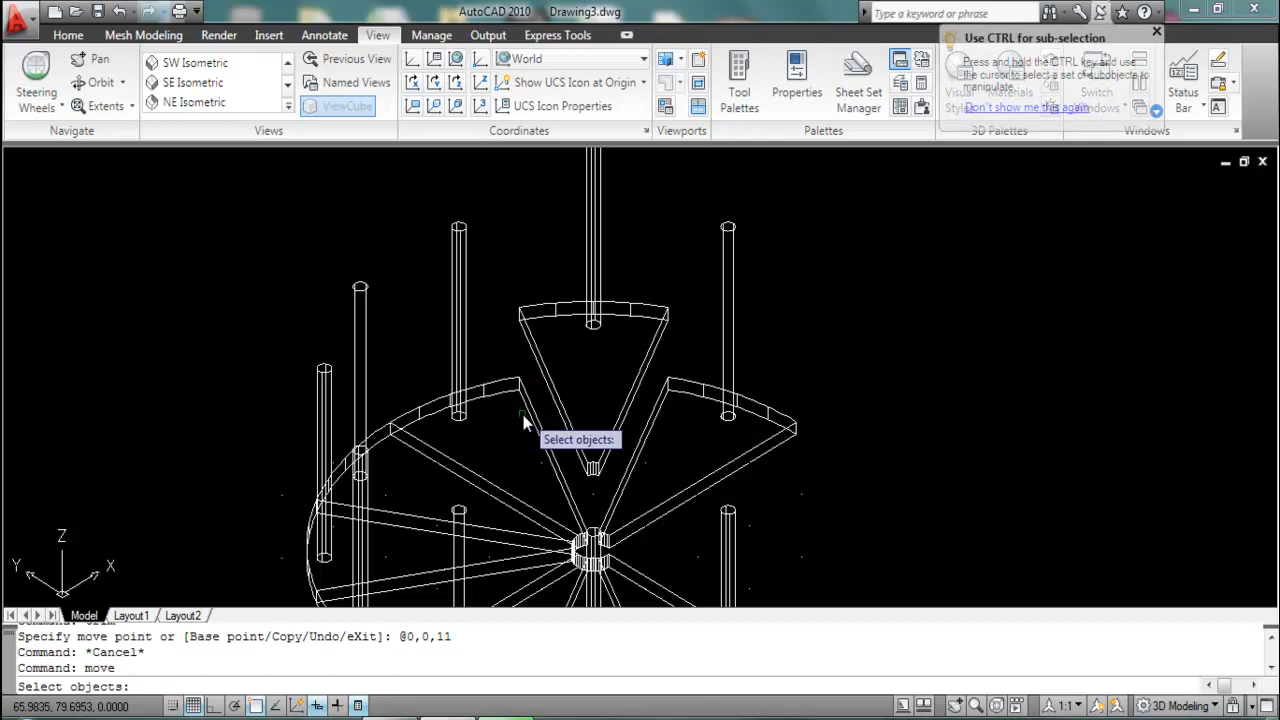 AutoCAD 2010 Drawing3.dwg
Type a keyword or phrase
Home Mesh Modeling Render Insert Annotate View Manage Output Express Tools
Use CTRL for sub-selection
Press and hold the CTRL key and use
the cursor to select a set of subobjects to
manipulate.
Don't show me this again
Steering
Wheels
Pan
Orbit
Extents
SW Isometric
SE Isometric
NE Isometric
Previous View
Named Views
ViewCube
World
Show UCS Icon at Origin
UCS Icon Properties
Tool
Palettes
Properties
Sheet Set
Manager
Materials
Switch
Windows
Status
Bar
Navigate Views Coordinates Viewports Palettes 3D Palettes Windows
Select objects:
Z
Y
X
Model Layout1 Layout2
Specify move point or [Base point/Copy/Undo/eXit]: @0,0,11
Command: *Cancel*
Command: move
Select objects:
65.9835, 79.6953, 0.0000
1:1
3D Modeling